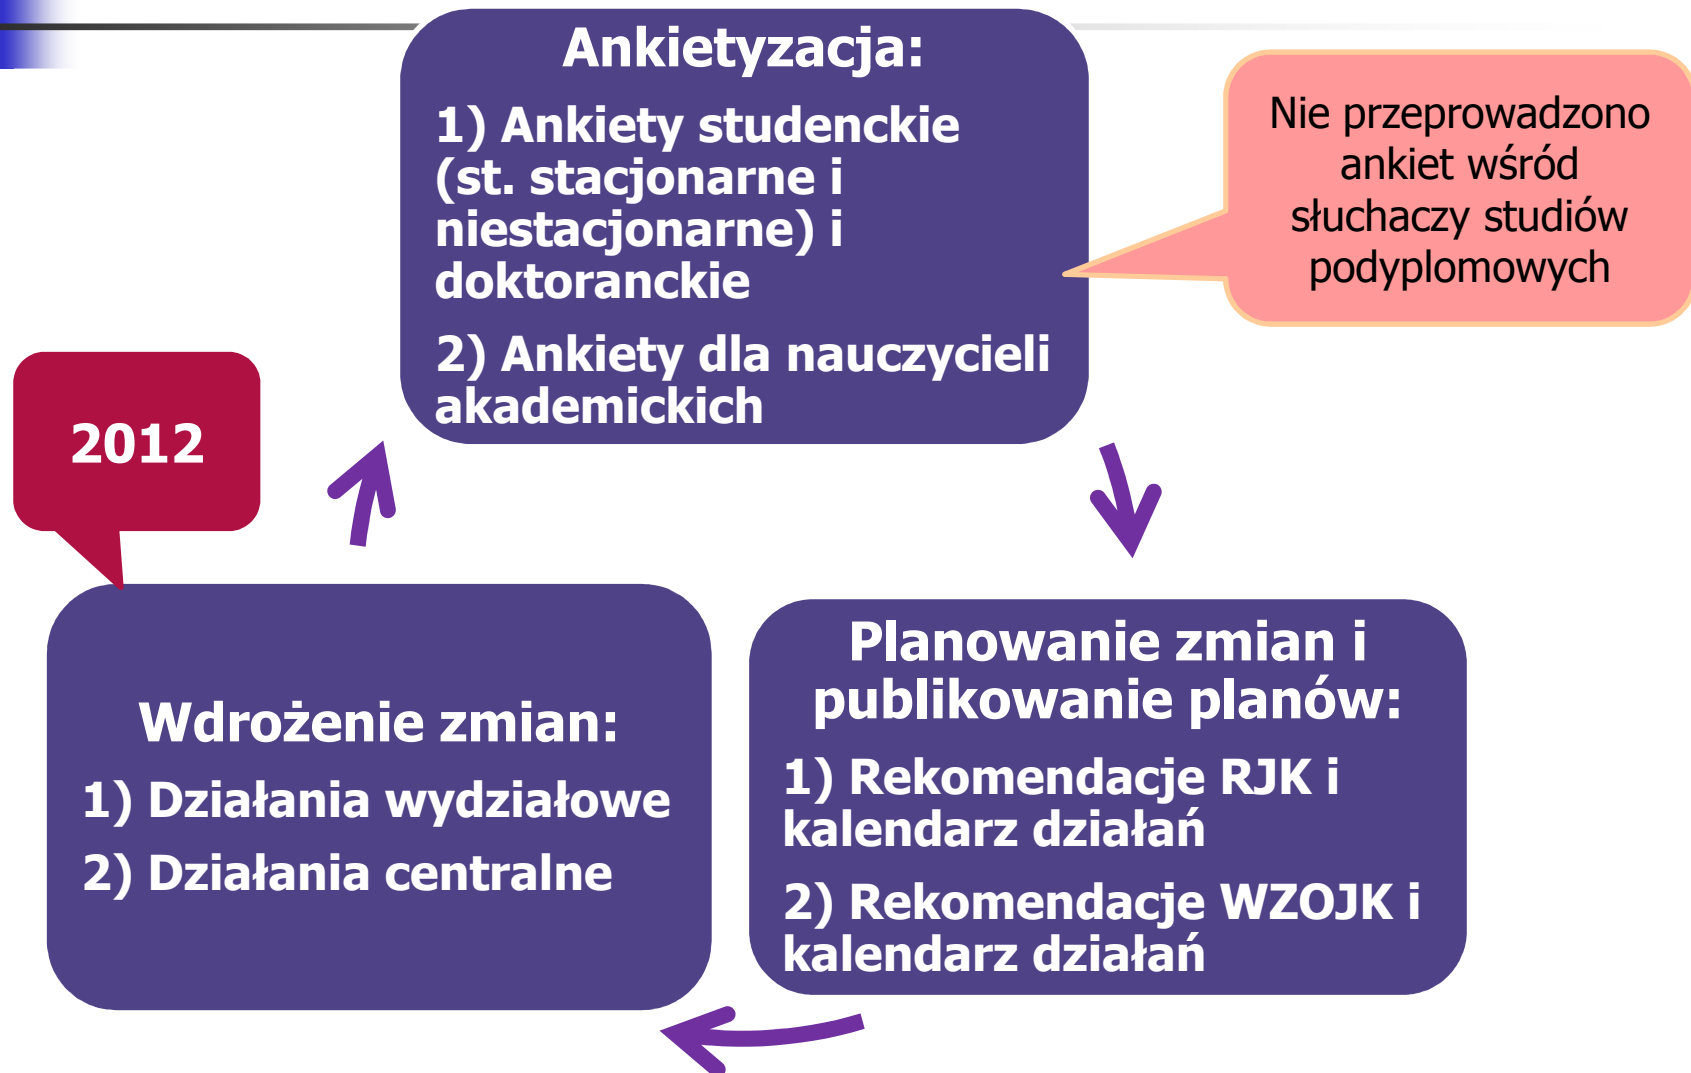 Ankietyzacja:
1) Ankiety studenckie
(st. stacjonarne i
niestacjonarne) i
doktoranckie
2) Ankiety dla nauczycieli
akademickich
Nie przeprowadzono
ankiet wśród
słuchaczy studiów
podyplomowych
2012
Wdrożenie zmian:
1) Działania wydziałowe
2) Działania centralne
Planowanie zmian i
publikowanie planów:
1) Rekomendacje RJK i
kalendarz działań
2) Rekomendacje WZOJK i
kalendarz działań